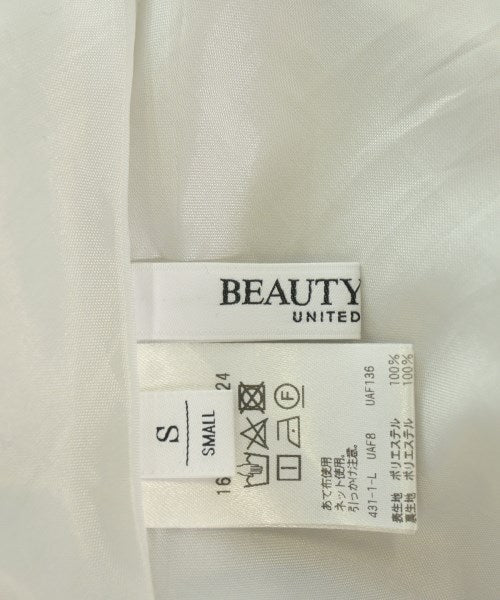 BEAUTY
UNITED
S
SMALL
16
24
あて布使用
ネット使用。
引っかけ注意。
431-1-L UAF8 UAF136
表生地 ポリエステル 100%
裏生地 ポリエステル 100%